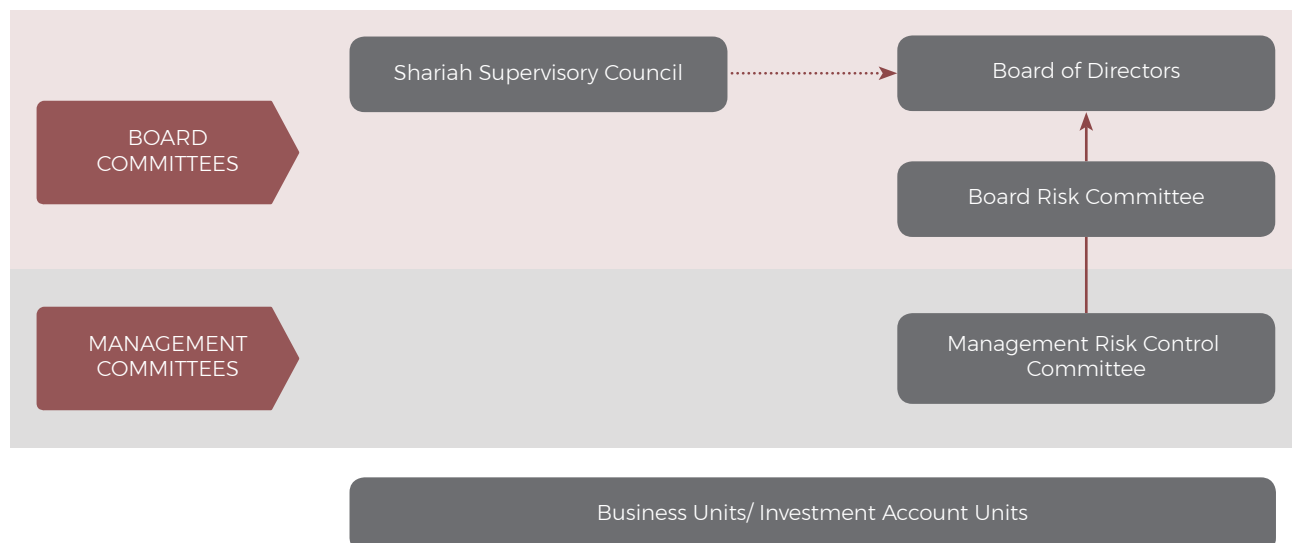 Shariah Supervisory Council
Board of Directors
BOARD
COMMITTEES
Board Risk Committee
MANAGEMENT
COMMITTEES
Management Risk Control
Committee
Business Units/ Investment Account Units